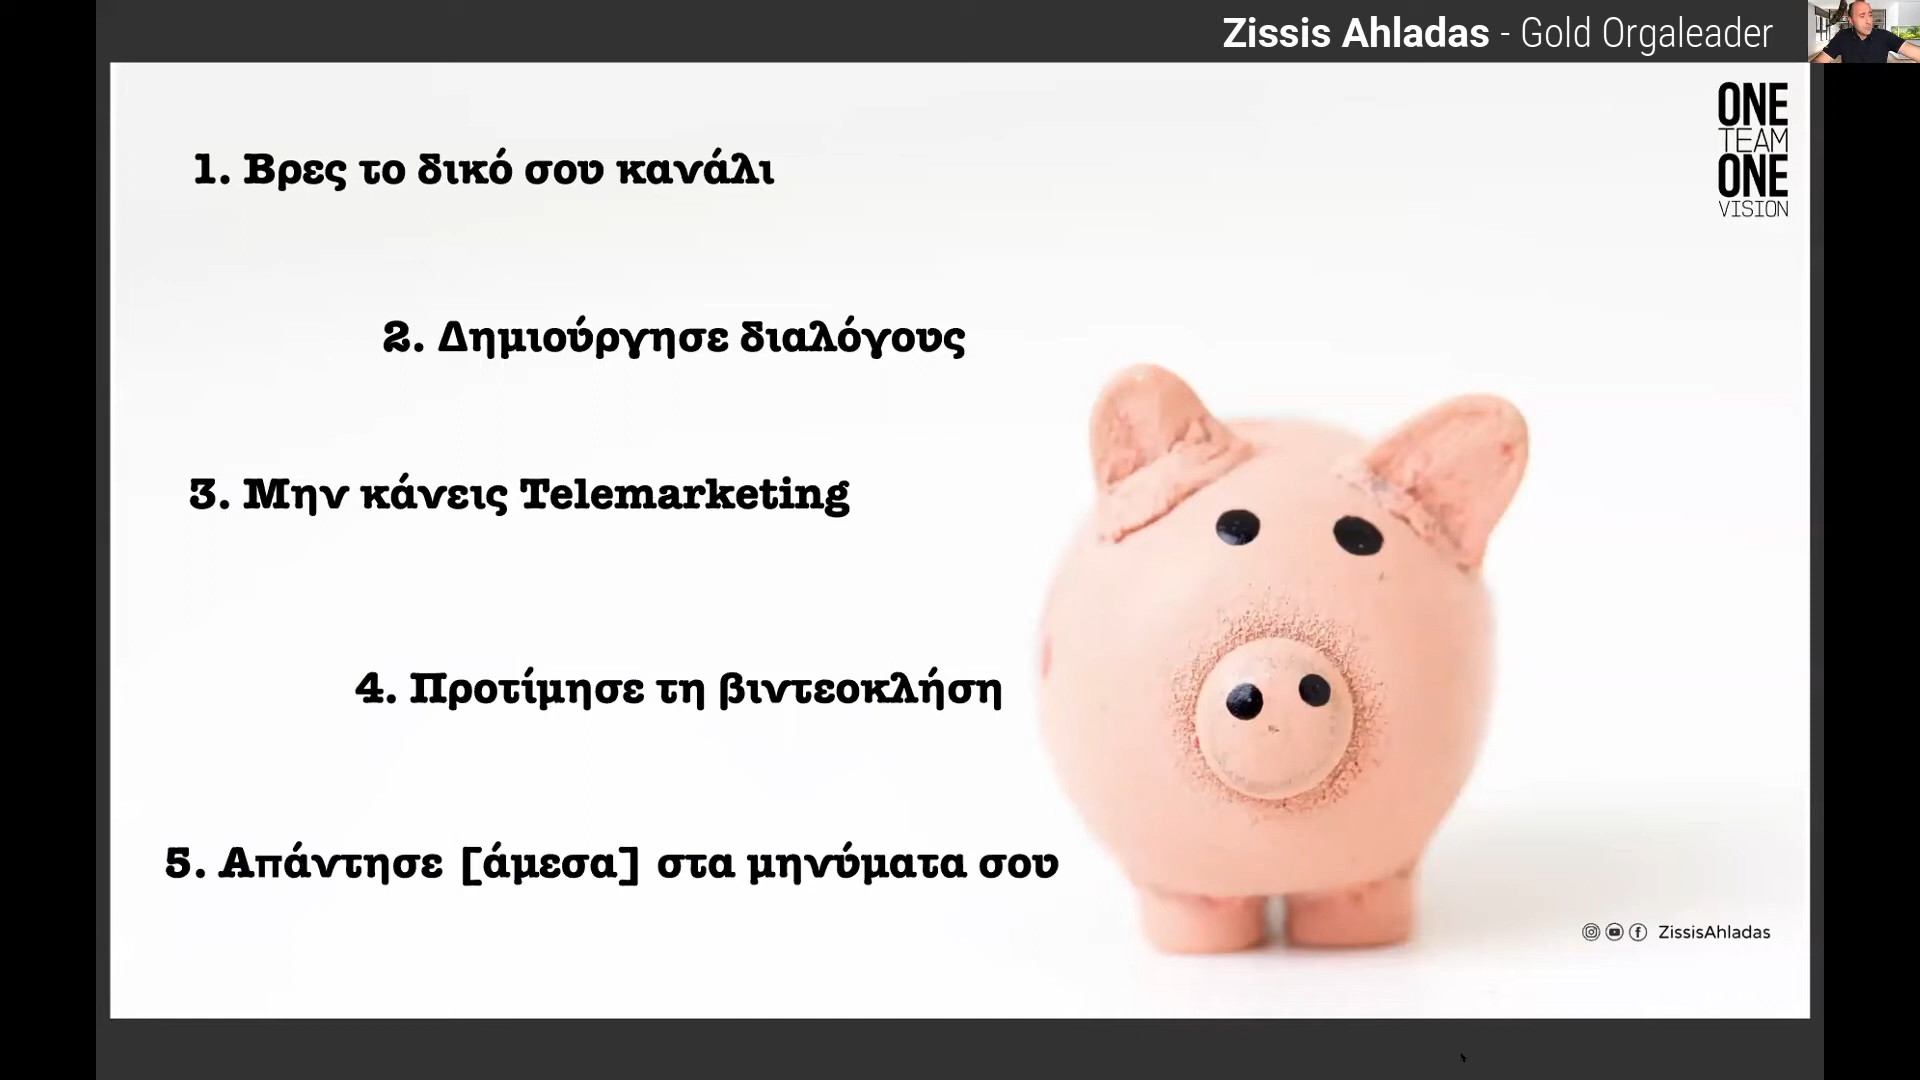 Zissis Ahladas - Gold Orgaleader
ONE
TEAM
ONE
VISION
1. Βρες το δικό σου κανάλι
2. Δημιούργησε διαλόγους
3. Μην κάνεις Telemarketing
4. Προτίμησε τη βιντεοκλήση
5. Απάντησε [άμεσα] στα μηνύματα σου
ZissisAhladas